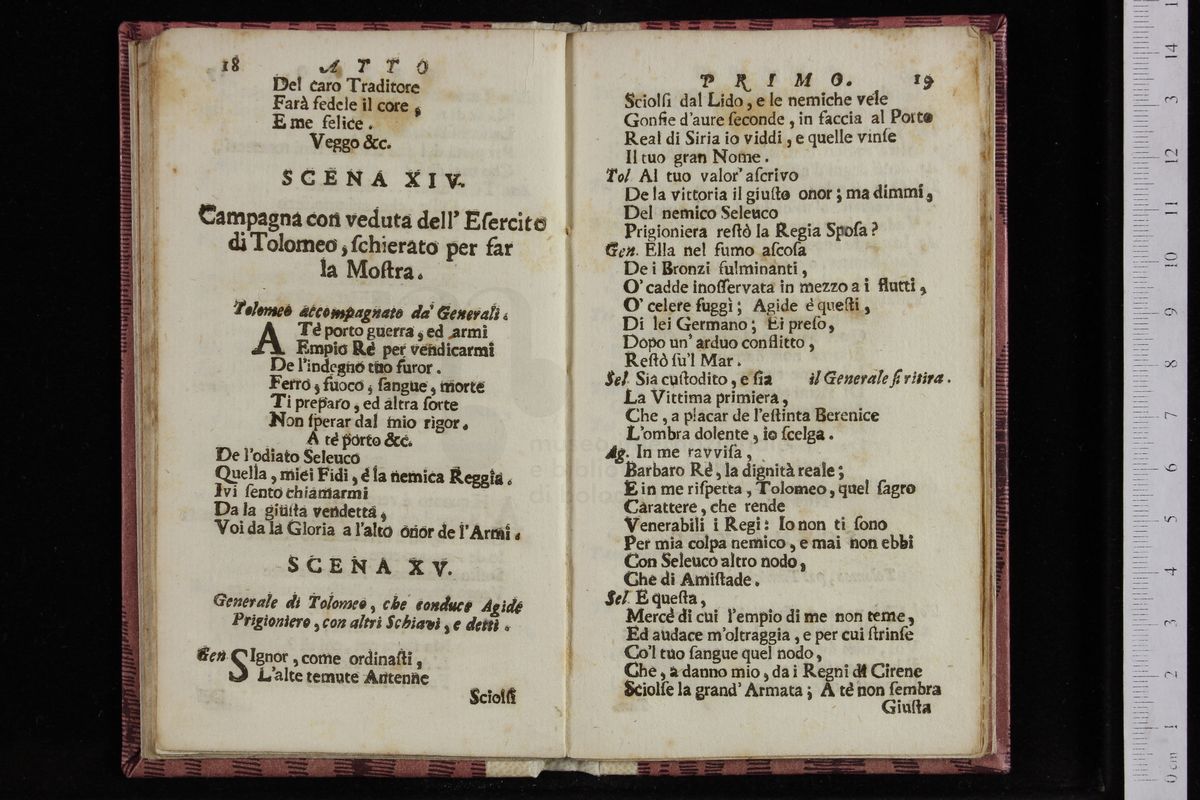 18 ATTO
Del caro Traditore
Farà fedele il core,
E me felice.
Veggo &c.
SCENA XIV.
Campagna con veduta dell' Eſercito
di Tolomeo, ſchierato per far
la Moſtra.
Tolomeo accompagnato da' Generali.
A Tè porto guerra, ed armi
Empio Rè per vendicarmi
De l'indegno tuo furor.
Ferro, fuoco, ſangue, morte
Ti preparo, ed altra ſorte
Non ſperar dal mio rigor.
A tè porto &c.
De l'odiato Seleuco
Quella, miei Fidi, è la nemica Reggia.
Ivi ſento chiamarmi
Da la giuſta vendetta,
Voi da la Gloria a l'alto onor de l'Armi.
SCENA XV.
Generale di Tolomeo, che conduce Agide
Prigioniero, con altri Schiavi, e detti.
Gen SIgnor, come ordinaſti,
L'alte temute Antenne
Sciolſi
PRIMO. 19
Sciolſi dal Lido, e le nemiche vele
Gonfie d'aure ſeconde, in faccia al Porto
Real di Siria io viddi, e quelle vinſe
Il tuo gran Nome.
Tol Al tuo valor' aſcrivo
De la vittoria il giuſto onor; ma dimmi,
Del nemico Seleuco
Prigioniera reſtò la Regia Spoſa?
Gen. Ella nel fumo aſcoſa
De i Bronzi fulminanti,
O' cadde inoſſervata in mezzo a i flutti,
O' celere fuggì; Agide è queſti,
Di lei Germano; Ei preſo,
Dopo un' arduo conflitto,
Reſtò ſu'l Mar.
Sel. Sia cuſtodito, e ſia il Generale ſi ritira.
La Vittima primiera,
Che, a placar de l'eſtinta Berenice
L'ombra dolente, io ſcelga.
Ag. In me ravviſa,
Barbaro Rè, la dignità reale;
E in me riſpetta, Tolomeo, quel ſagro
Carattere, che rende
Venerabili i Regi: Io non ti ſono
Per mia colpa nemico, e mai non ebbi
Con Seleuco altro nodo,
Che di Amiſtade.
Sel. E queſta,
Mercè di cui l'empio di me non teme,
Ed audace m'oltraggia, e per cui ſtrinſe
Co'l tuo ſangue quel nodo,
Che, a danno mio, da i Regni di Cirene
Sciolſe la grand' Armata; A tè non ſembra
Giuſta